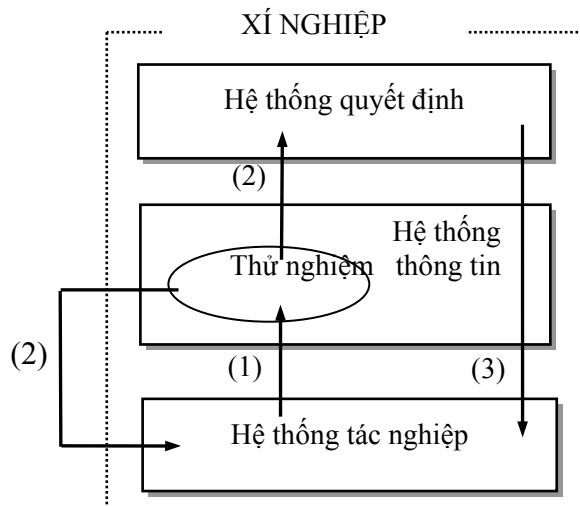 XÍ NGHIỆP
Hệ thống quyết định
(2)
Hệ thống
Thử nghiệm thông tin
(2)
(1)
(3)
Hệ thống tác nghiệp